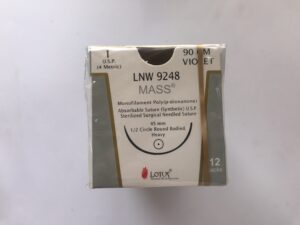 1
U.S.P.
(4 Metric)
90 CM
VIOLET
LNW 9248
MASS®
Monofilament Poly(p-dioxanone)
Absorbable Suture (Synthetic) U.S.P.
Sterilized Surgical Needled Suture
45 mm
1/2 Circle Round Bodied
Heavy
12
LOTUS